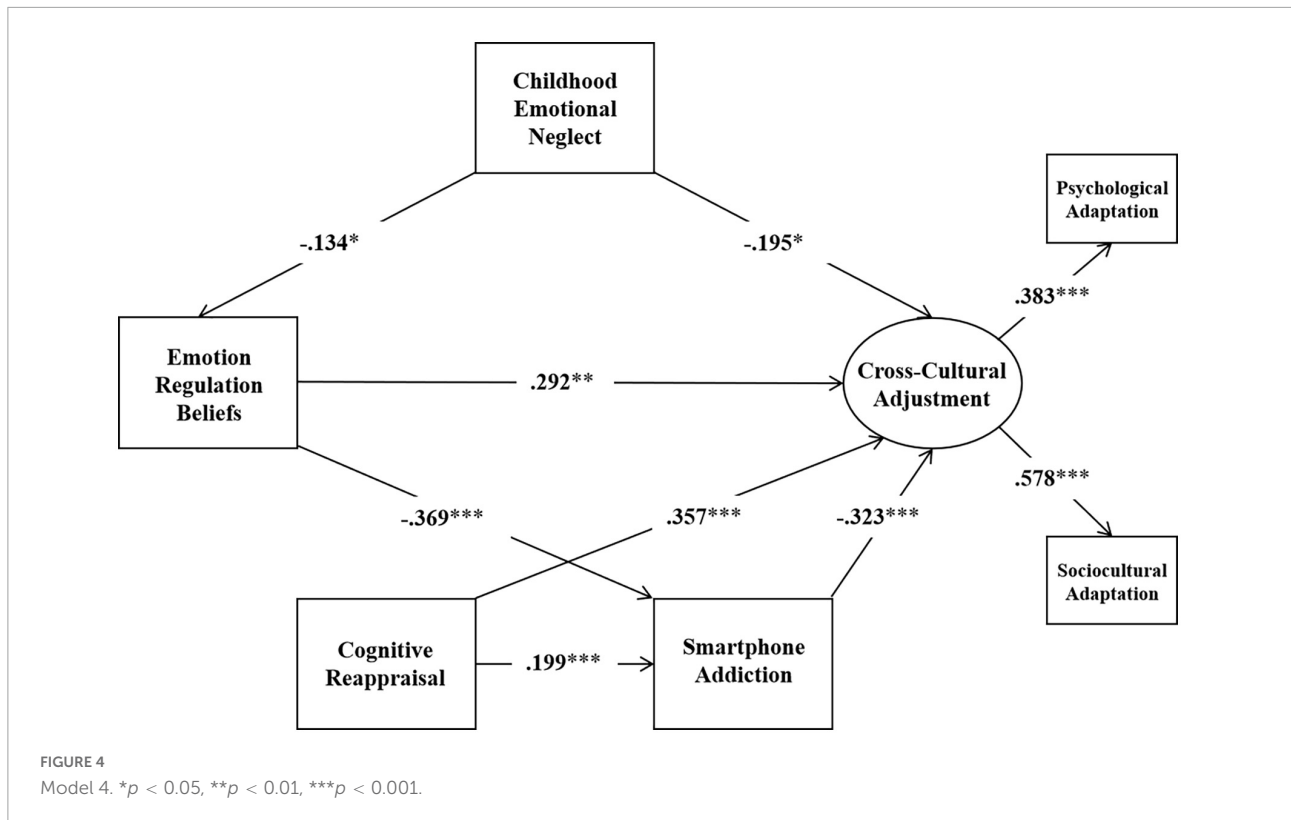 Childhood
Emotional
Neglect
Psychological
Adaptation
-.134*
-.195*
.383***
Emotion
Regulation
Beliefs
.292**
Cross-Cultural
Adjustment
-.369***
.357***
-.323***
.578***
Sociocultural
Adaptation
Cognitive
Reappraisal
.199***
Smartphone
Addiction
FIGURE 4
Model 4. *p < 0.05, **p < 0.01, ***p < 0.001.